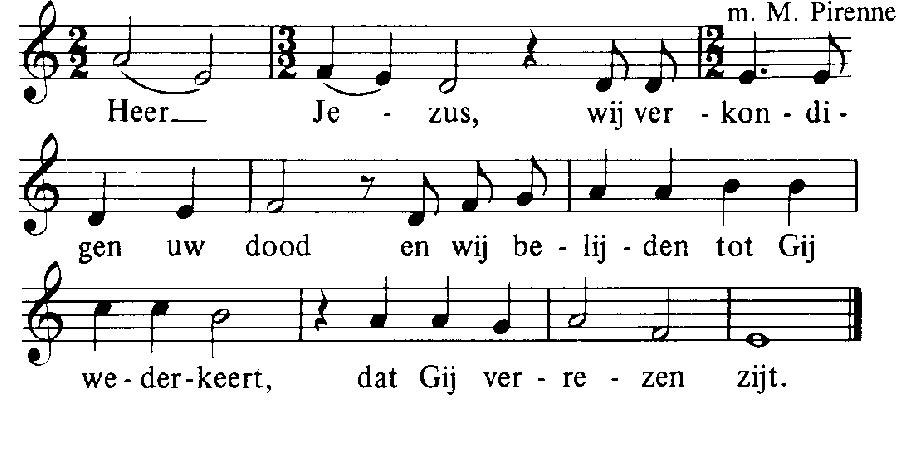 m. M. Pirenne
Heer__ Je - zus, wij ver - kon - di -
gen uw dood en wij be - lij - den tot Gij
we - der - keert, dat Gij ver - re - zen zijt.